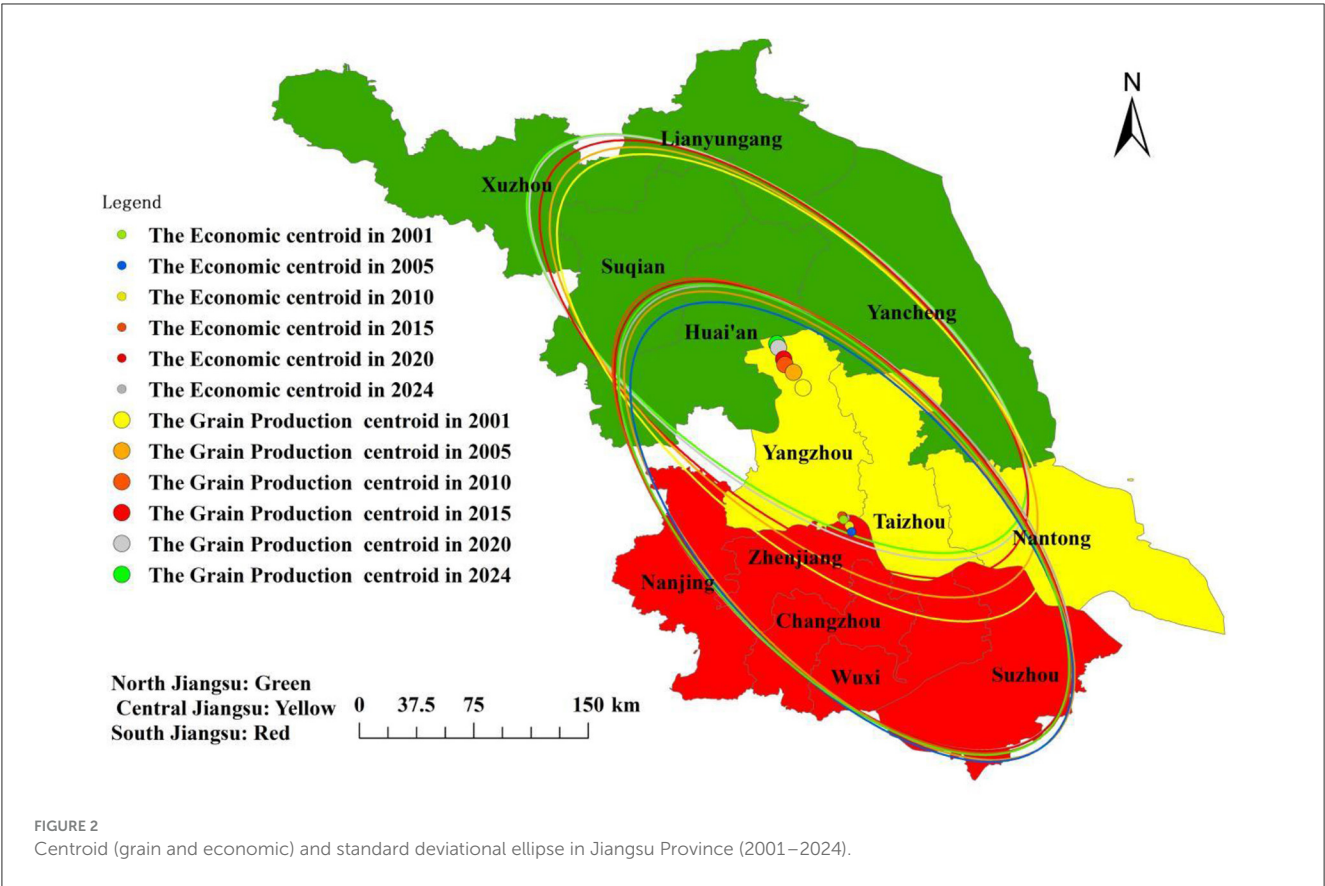 N
Lianyungang
Xuzhou
Legend
The Economic centroid in 2001
The Economic centroid in 2005
The Economic centroid in 2010
The Economic centroid in 2015
The Economic centroid in 2020
The Economic centroid in 2024
The Grain Production centroid in 2001
The Grain Production centroid in 2005
The Grain Production centroid in 2010
The Grain Production centroid in 2015
The Grain Production centroid in 2020
The Grain Production centroid in 2024
Suqian
Yancheng
Huai'an
Yangzhou
Taizhou
Nantong
Zhenjiang
Nanjing
Changzhou
Wuxi
Suzhou
North Jiangsu: Green
Central Jiangsu: Yellow
South Jiangsu: Red
0 37.5 75 150 km
FIGURE 2
Centroid (grain and economic) and standard deviational ellipse in Jiangsu Province (2001–2024).